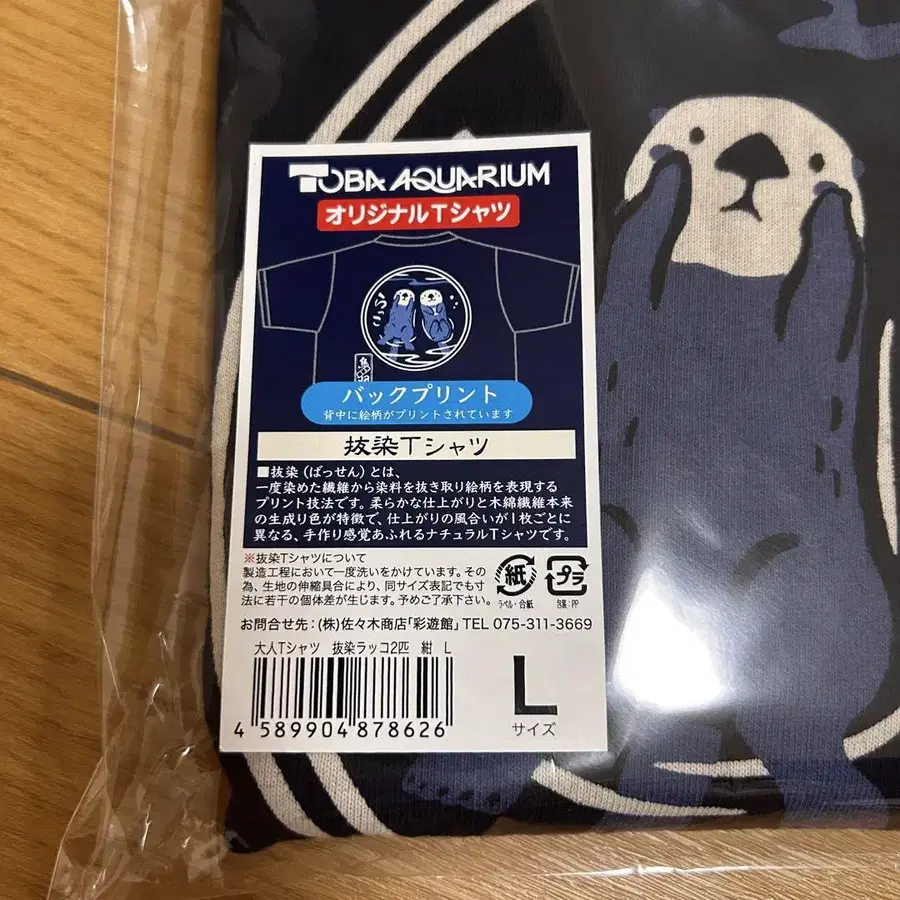 TOBA AQUARIUM
オリジナルTシャツ
こっち!
鳥羽
バックプリント
背中に絵柄がプリントされています
抜染Tシャツ
■抜染(ばっせん)とは、
一度染めた繊維から染料を抜き取り絵柄を表現する
プリント技法です。柔らかな仕上がりと木綿繊維本来
の生成り色が特徴で、仕上がりの風合いが1枚ごとに
異なる、手作り感覚あふれるナチュラルTシャツです。
※抜染Tシャツについて
製造工程において一度洗いをかけています。その
為、生地の伸縮具合により、同サイズ表記でも寸
法に若干の個体差が生じます。予めご了承下さい。
紙
ラベル・台紙
プラ
包装:PP
お問合せ先:(株)佐々木商店「彩遊館」TEL 075-311-3669
大人Tシャツ 抜染ラッコ2匹 紺 L
4 589904 878626
L
サイズ